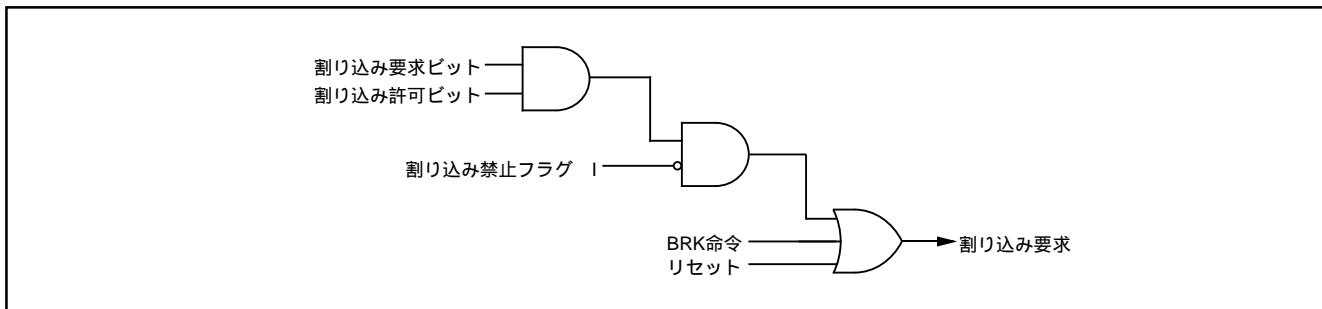 割り込み要求ビット
割り込み許可ビット
割り込み禁止フラグ I
BRK命令
リセット
割り込み要求